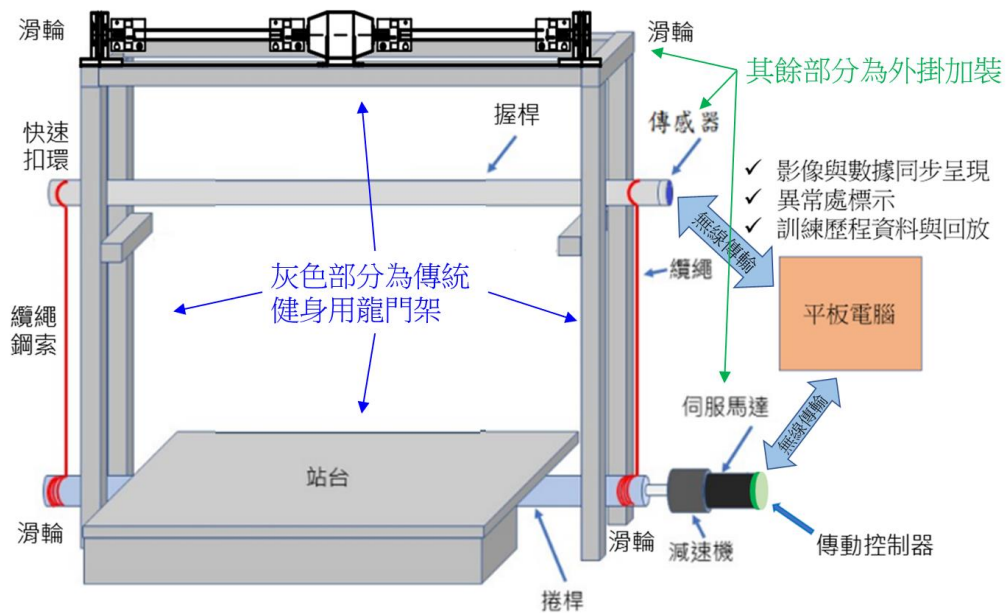 滑輪
滑輪
其餘部分為外掛加裝
握桿
傳感器
快速
扣環
✓ 影像與數據同步呈現
✓ 異常處標示
✓ 訓練歷程資料與回放
無線傳輸
纜繩
灰色部分為傳統
健身用龍門架
平板電腦
纜繩
鋼索
伺服馬達
無線傳輸
站台
滑輪
滑輪
減速機
傳動控制器
捲桿